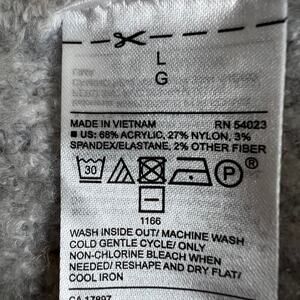 L
G
MADE IN VIETNAM RN 54023
■ US: 68% ACRYLIC, 27% NYLON, 3%
SPANDEX/ELASTANE, 2% OTHER FIBER
30 P ®
1166
WASH INSIDE OUT/ MACHINE WASH
COLD GENTLE CYCLE/ ONLY
NON-CHLORINE BLEACH WHEN
NEEDED/ RESHAPE AND DRY FLAT/
COOL IRON
CA 17897